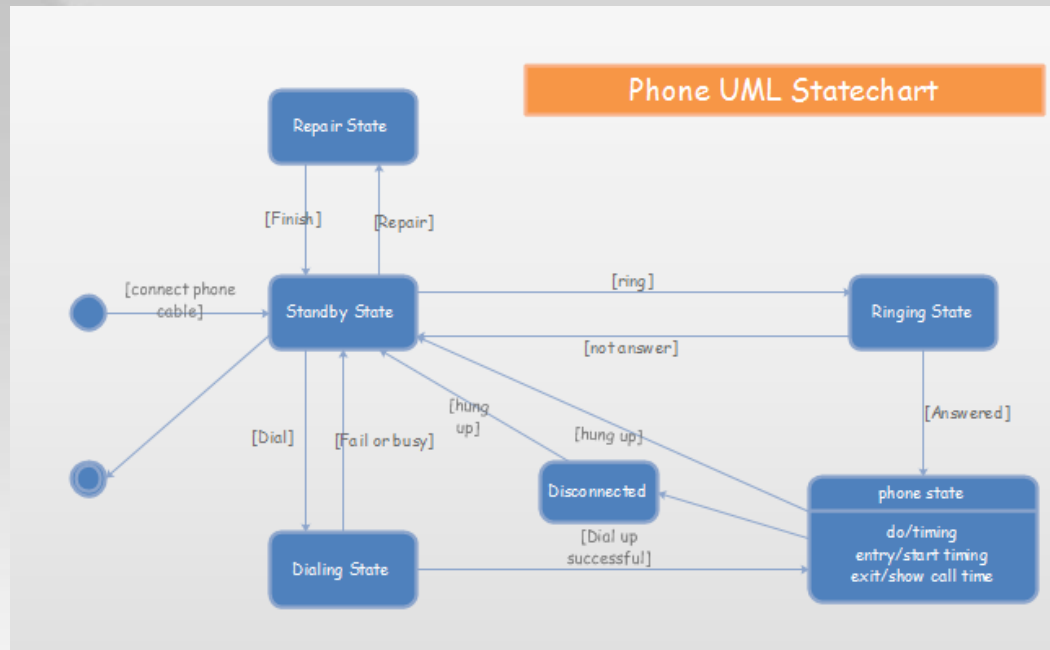 Phone UML Statechart
Repair State
[Finish]
[Repair]
[connect phone
cable]
Standby State
[ring]
Ringing State
[not answer]
[hung
up]
[hung up]
[Answered]
[Dial]
[Fail or busy]
Disconnected
phone state
do/timing
entry/start timing
exit/show call time
[Dial up
successful]
Dialing State